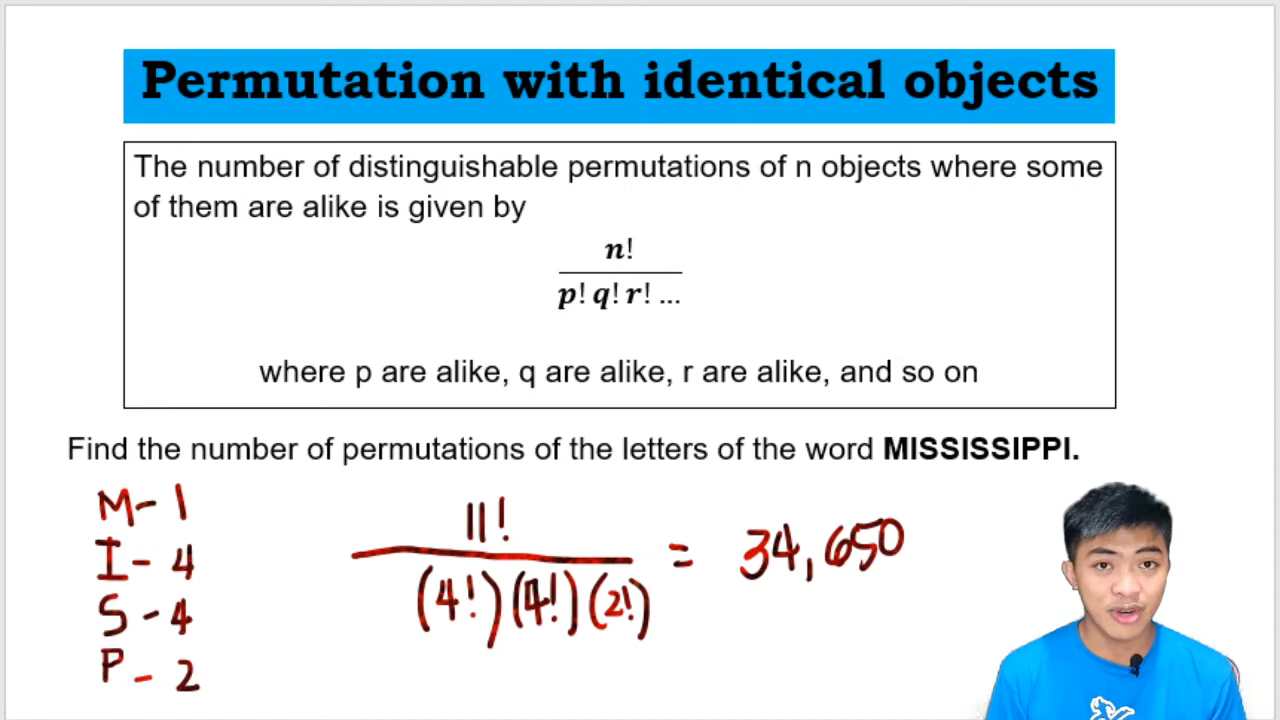 Permutation with identical objects
The number of distinguishable permutations of n objects where some
of them are alike is given by
n!
p! q! r! ...
where p are alike, q are alike, r are alike, and so on
Find the number of permutations of the letters of the word MISSISSIPPI.
M - 1
I - 4
S - 4
P - 2
11!
(4!) (4!) (2!)
= 34,650